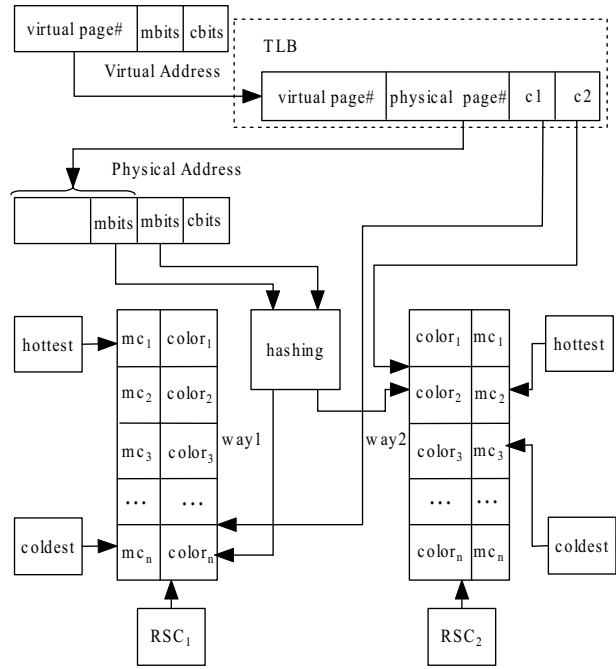 virtual page# mbits cbits
Virtual Address
TLB
virtual page# physical page# c1 c2
Physical Address
mbits mbits cbits
hottest
mc1 color1
mc2 color2
mc3 color3
... ...
mcn colorn
coldest
way1
RSC1
hashing
way2
color1 mc1
color2 mc2
color3 mc3
... ...
colorn mcn
hottest
coldest
RSC2